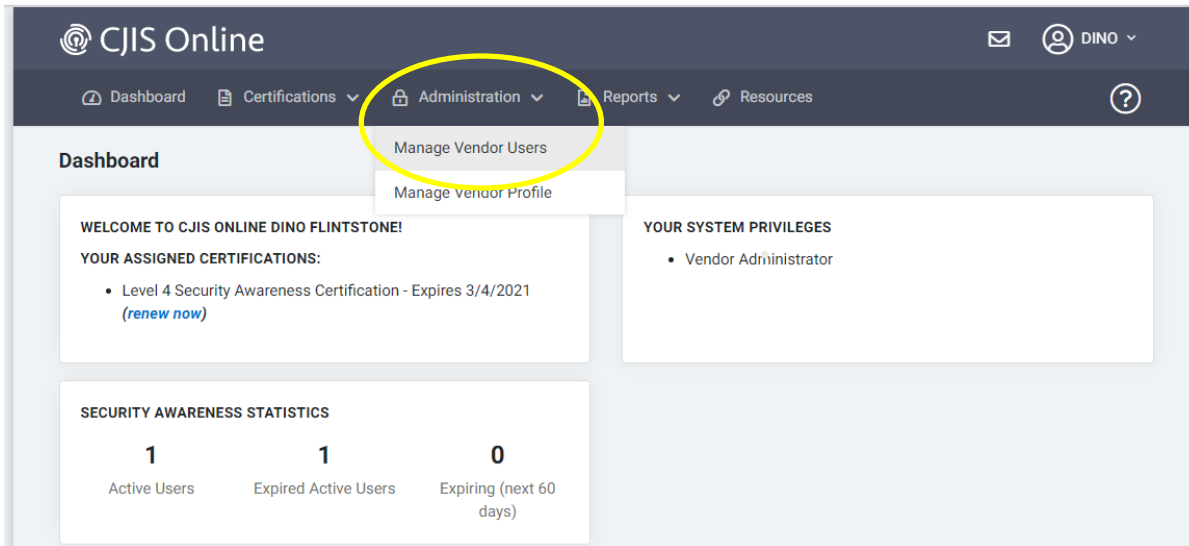 CJIS Online
DINO
Dashboard
Certifications
Administration
Reports
Resources
?
Manage Vendor Users
Manage Vendor Profile
Dashboard
WELCOME TO CJIS ONLINE DINO FLINTSTONE!
YOUR ASSIGNED CERTIFICATIONS:
• Level 4 Security Awareness Certification - Expires 3/4/2021
(renew now)
YOUR SYSTEM PRIVILEGES
• Vendor Administrator
SECURITY AWARENESS STATISTICS
1
Active Users
1
Expired Active Users
0
Expiring (next 60
days)